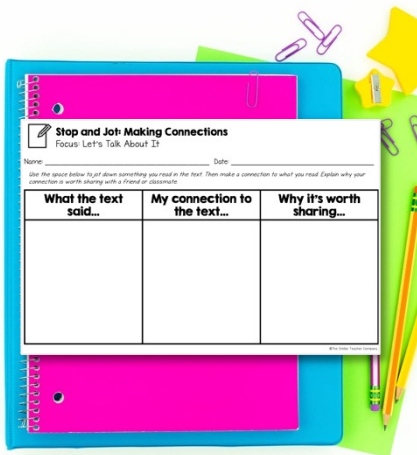 Stop and Jot: Making Connections
Focus: Let's Talk About It
Name: Date:
Use the space below to jot down something you read in the text. Then make a connection to what you read. Explain why your
connection is worth sharing with a friend or classmate.
What the text said... My connection to the text... Why it's worth sharing...